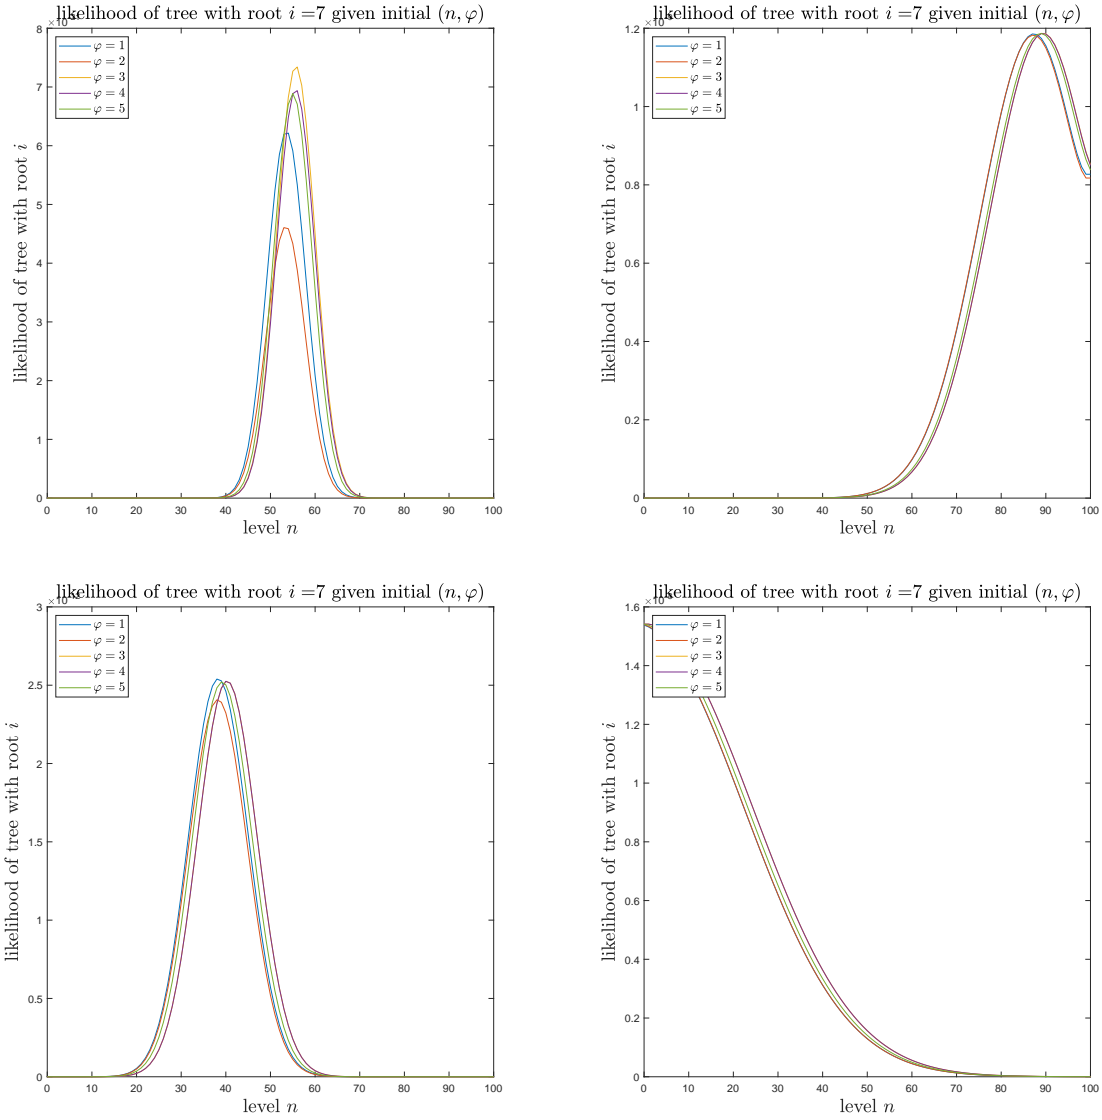 likelihood of tree with root i =7 given initial (n, φ)
8
7
6
5
4
3
2
1
0
φ = 1
φ = 2
φ = 3
φ = 4
φ = 5
likelihood of tree with root i
0 10 20 30 40 50 60 70 80 90 100
level n
likelihood of tree with root i =7 given initial (n, φ)
1.2
1
0.8
0.6
0.4
0.2
0
φ = 1
φ = 2
φ = 3
φ = 4
φ = 5
likelihood of tree with root i
0 10 20 30 40 50 60 70 80 90 100
level n
likelihood of tree with root i =7 given initial (n, φ)
3
2.5
2
1.5
1
0.5
0
φ = 1
φ = 2
φ = 3
φ = 4
φ = 5
likelihood of tree with root i
0 10 20 30 40 50 60 70 80 90 100
level n
likelihood of tree with root i =7 given initial (n, φ)
1.6
1.4
1.2
1
0.8
0.6
0.4
0.2
0
φ = 1
φ = 2
φ = 3
φ = 4
φ = 5
likelihood of tree with root i
0 10 20 30 40 50 60 70 80 90 100
level n